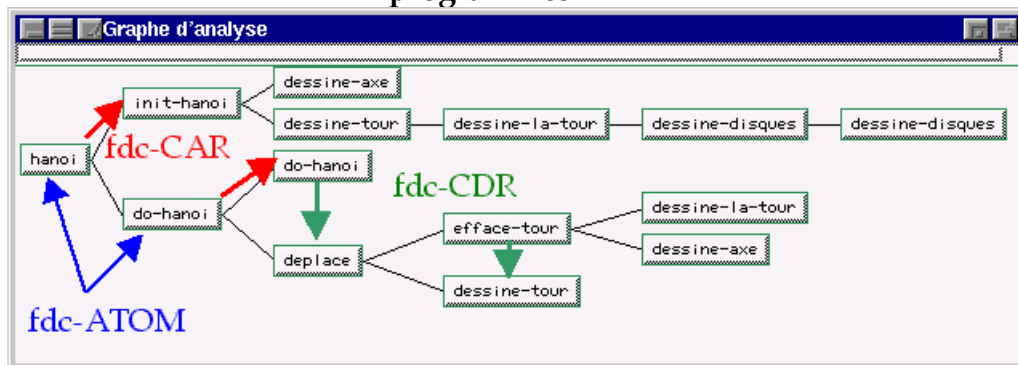 Graphe d'analyse
dessine-axe
init-hanoi
dessine-tour dessine-la-tour dessine-disques dessine-disques
fdc-CAR
hanoi
do-hanoi
fdc-CDR
do-hanoi
dessine-la-tour
efface-tour
dessine-axe
deplace
dessine-tour
fdc-ATOM